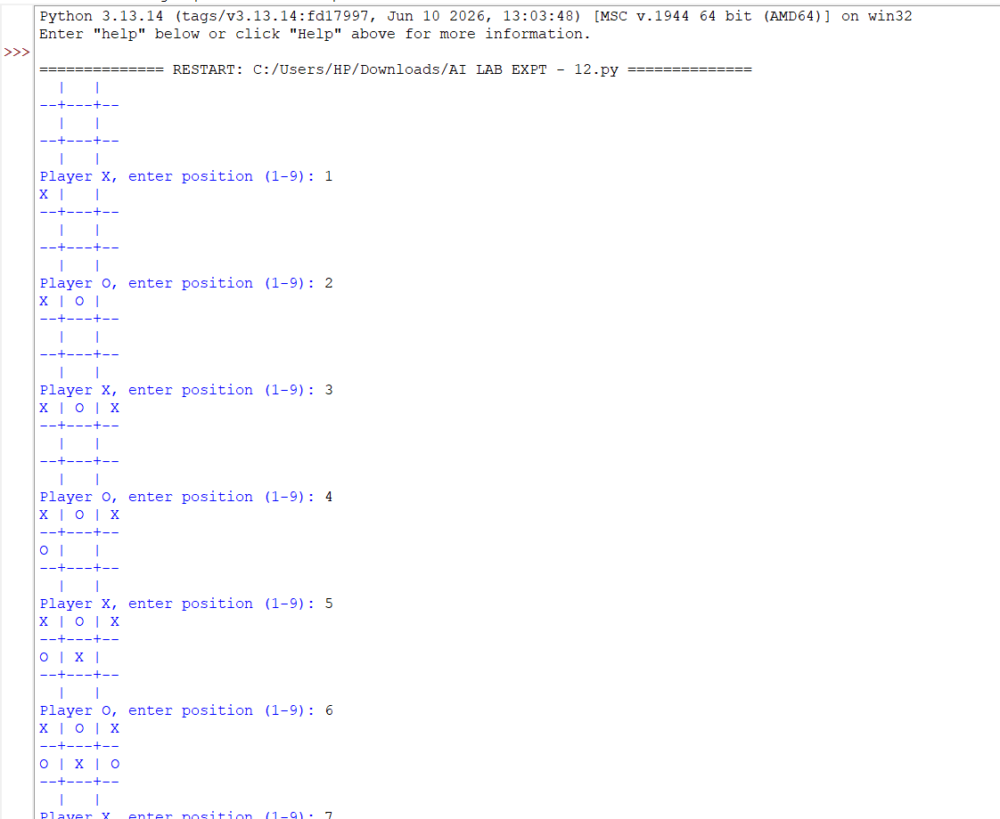 Python 3.13.14 (tags/v3.13.14:fd17997, Jun 10 2026, 13:03:48) [MSC v.1944 64 bit (AMD64)] on win32
Enter "help" below or click "Help" above for more information.
>>>
============== RESTART: C:/Users/HP/Downloads/AI LAB EXPT - 12.py ==============
  |   |
--+---+--
  |   |
--+---+--
  |   |
Player X, enter position (1-9): 1
X |   |
--+---+--
  |   |
--+---+--
  |   |
Player O, enter position (1-9): 2
X | O |
--+---+--
  |   |
--+---+--
  |   |
Player X, enter position (1-9): 3
X | O | X
--+---+--
  |   |
--+---+--
  |   |
Player O, enter position (1-9): 4
X | O | X
--+---+--
O |   |
--+---+--
  |   |
Player X, enter position (1-9): 5
X | O | X
--+---+--
O | X |
--+---+--
  |   |
Player O, enter position (1-9): 6
X | O | X
--+---+--
O | X | O
--+---+--
  |   |
Player X, enter position (1-9): 7